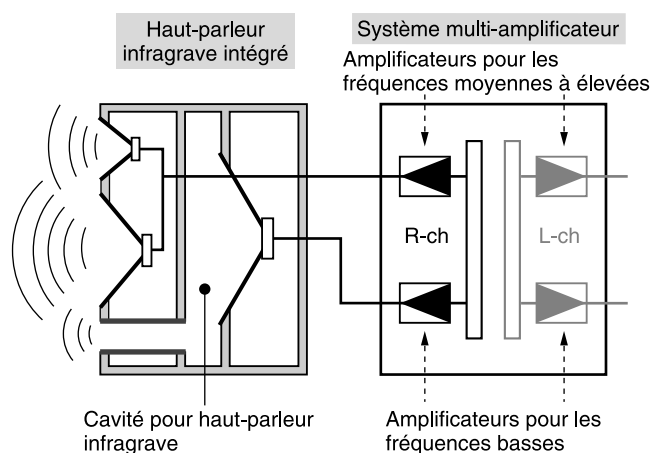 Haut-parleur
infragrave intégré
Système multi-amplificateur
Amplificateurs pour les
fréquences moyennes à élevées
R-ch
L-ch
Cavité pour haut-parleur
infragrave
Amplificateurs pour les
fréquences basses